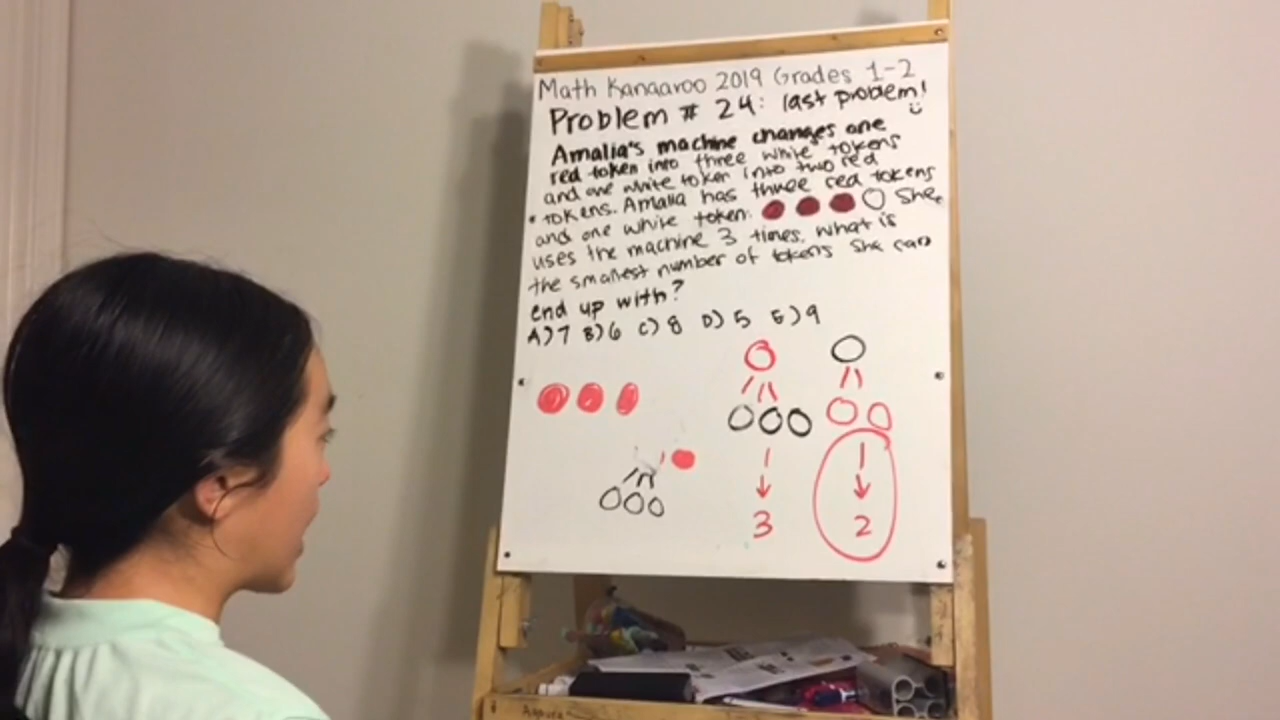 Math Kangaroo 2019 Grades 1-2
Problem # 24: last problem!
Amalia's machine changes one
red token into three white tokens
and one white token into two red
tokens. Amalia has three red tokens
and one white token: She
uses the machine 3 times. What is
the smallest number of tokens she can
end up with?
A) 7 B) 6 C) 8 D) 5 E) 9
3 2